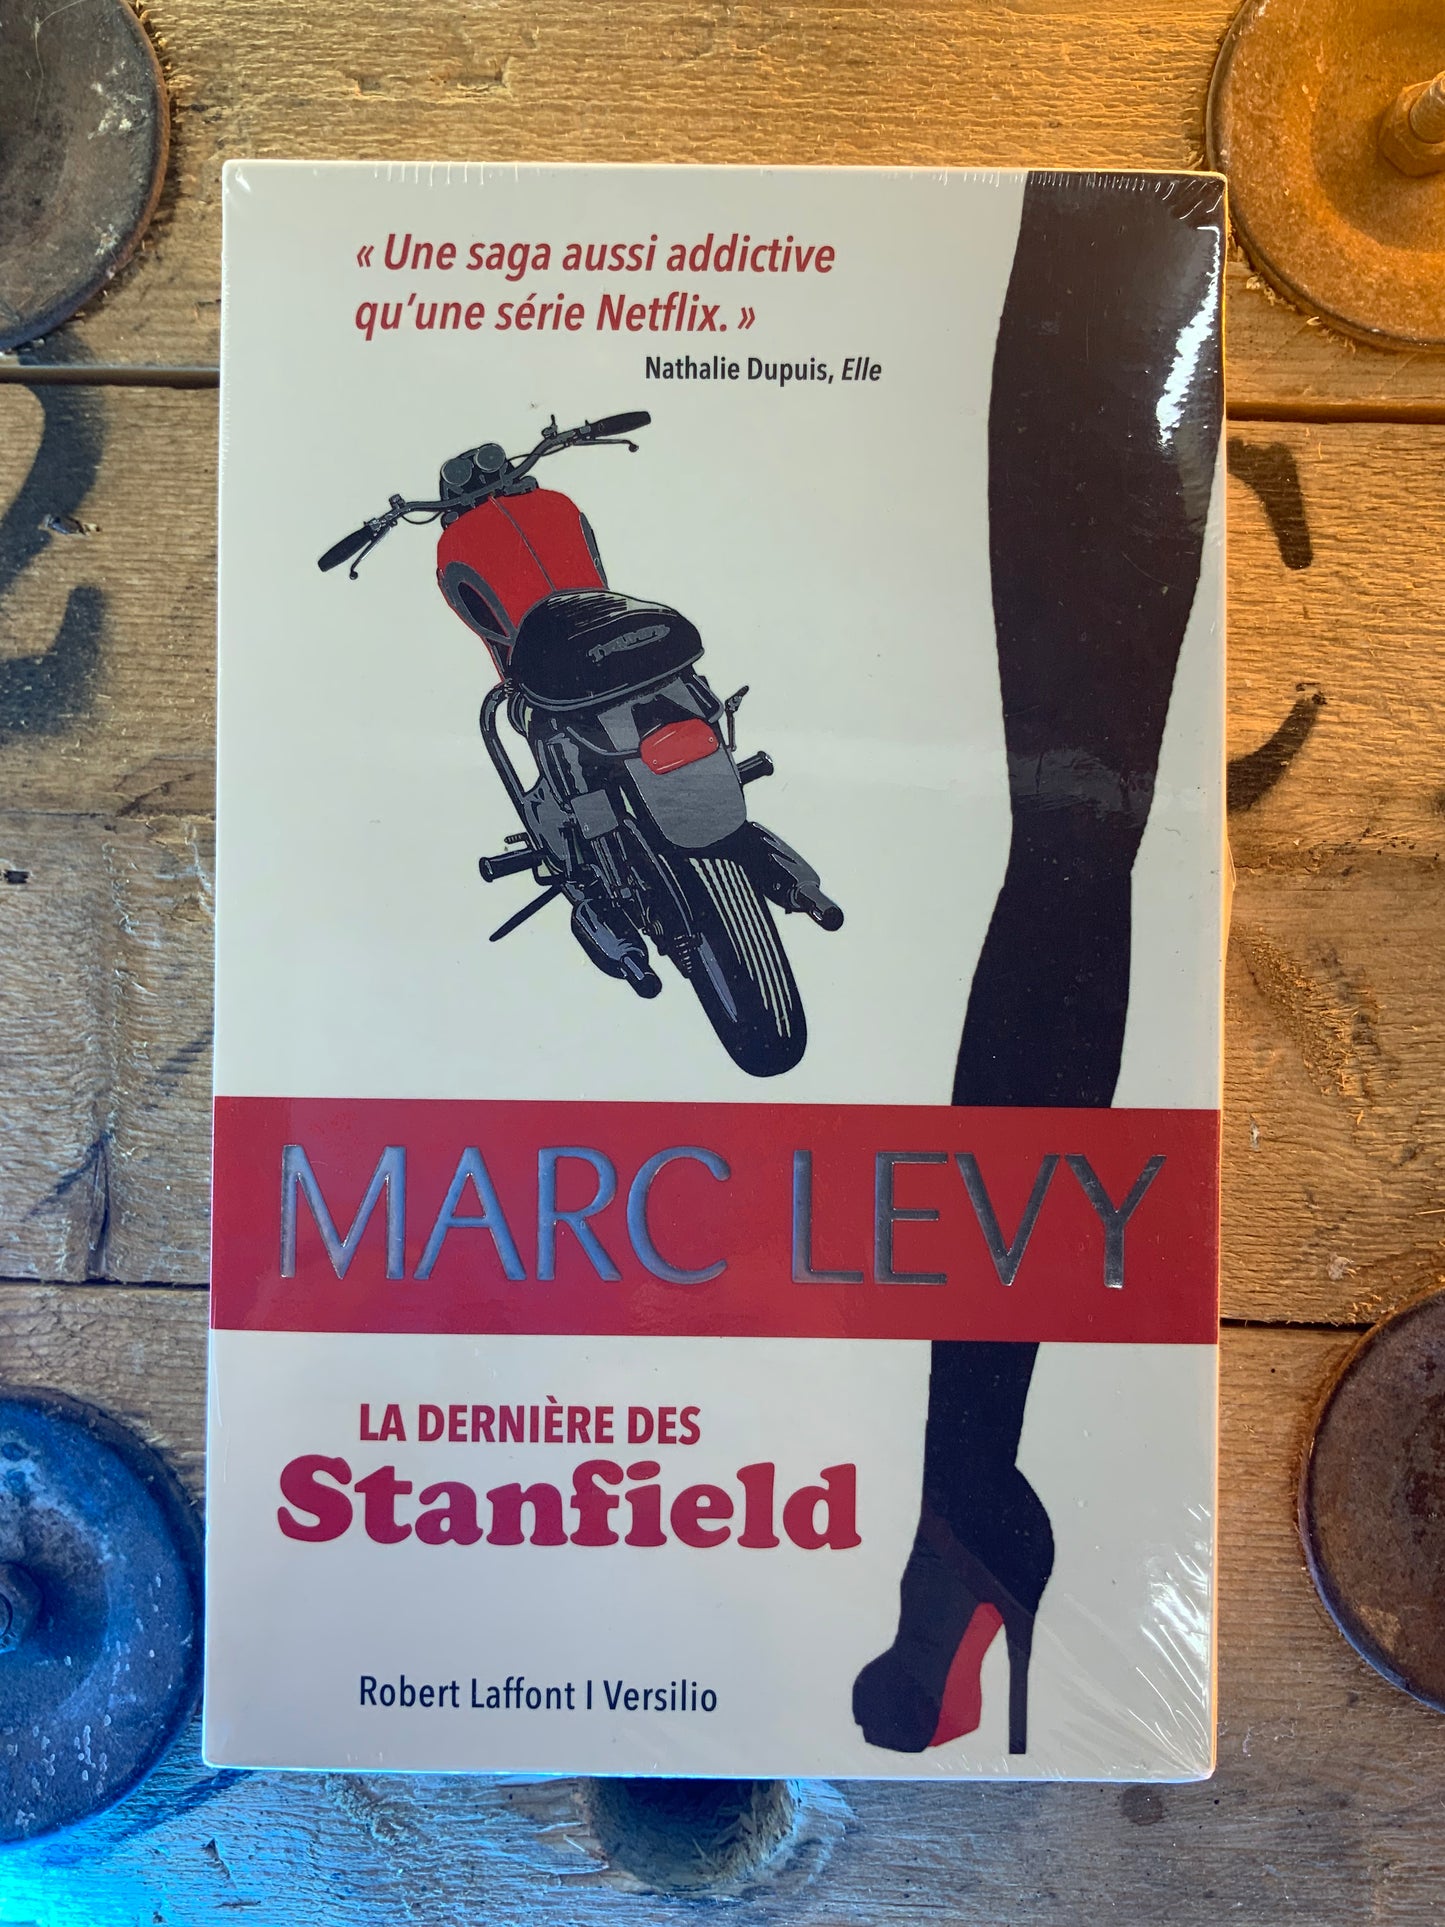 « Une saga aussi addictive
qu’une série Netflix. »
Nathalie Dupuis, Elle
TRIUMPH
MARC LEVY
LA DERNIÈRE DES
Stanfield
Robert Laffont I Versilio